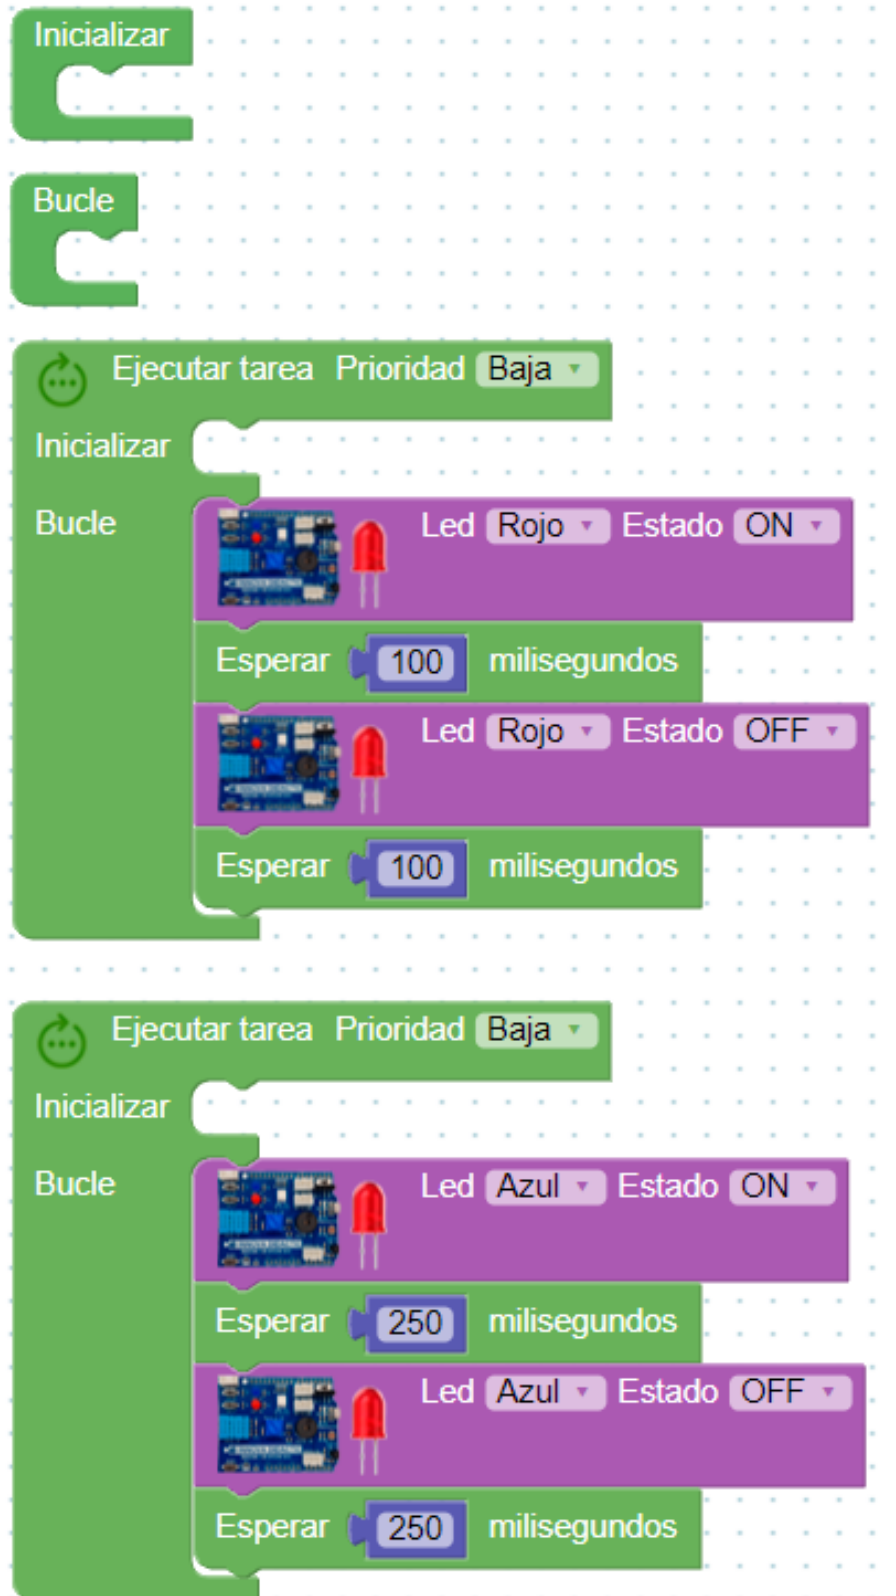 Inicializar
Bucle
Ejecutar tarea Prioridad Baja
Inicializar
Bucle
Led Rojo Estado ON
Esperar 100 milisegundos
Led Rojo Estado OFF
Esperar 100 milisegundos
Ejecutar tarea Prioridad Baja
Inicializar
Bucle
Led Azul Estado ON
Esperar 250 milisegundos
Led Azul Estado OFF
Esperar 250 milisegundos